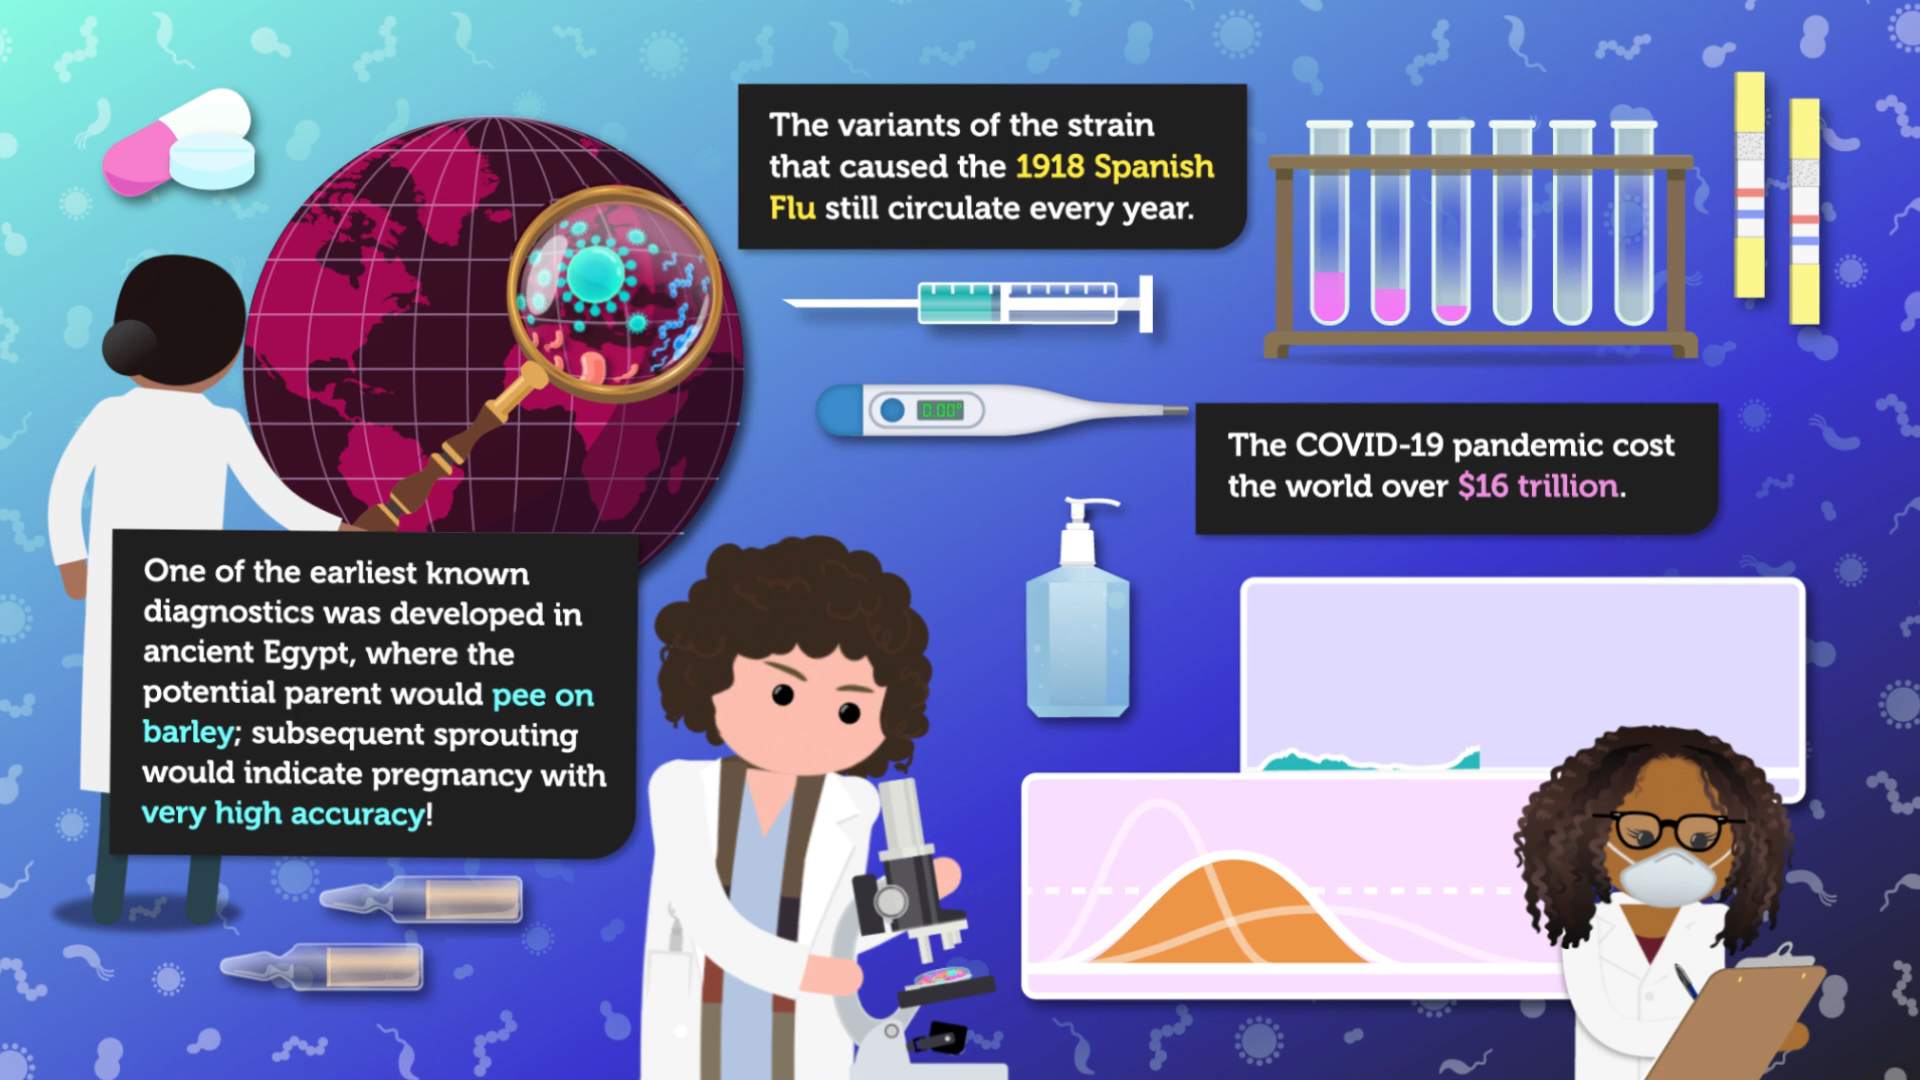 The variants of the strain
that caused the 1918 Spanish
Flu still circulate every year.
0.00°
The COVID-19 pandemic cost
the world over $16 trillion.
One of the earliest known
diagnostics was developed in
ancient Egypt, where the
potential parent would pee on
barley; subsequent sprouting
would indicate pregnancy with
very high accuracy!